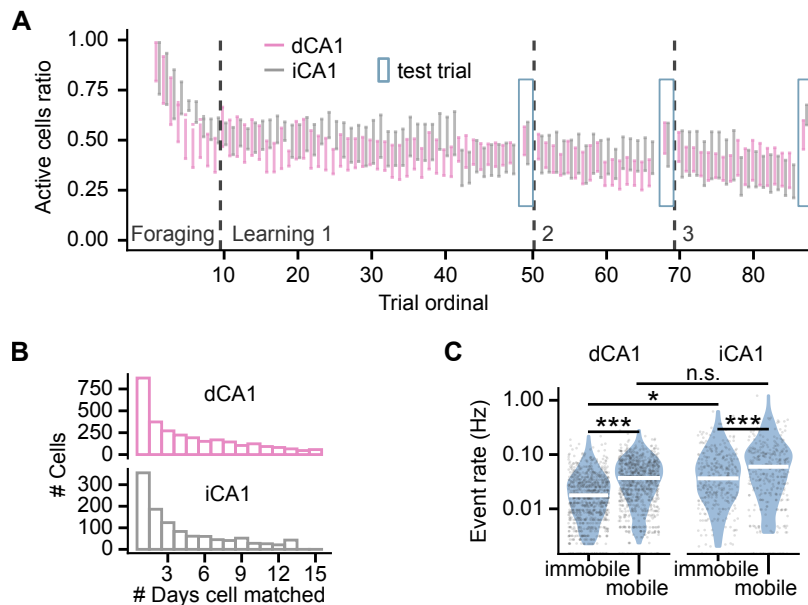 A
1.00
0.75
0.50
0.25
0.00
Active cells ratio
dCA1
iCA1
test trial
Foraging
Learning 1
2
3
10
20
30
40
50
60
70
80
Trial ordinal
B
750
500
250
0
dCA1
300
200
100
0
iCA1
# Cells
3
6
9
12
15
# Days cell matched
C
dCA1
iCA1
n.s.
*
***
***
1.00
0.10
0.01
Event rate (Hz)
immobile
mobile
immobile
mobile